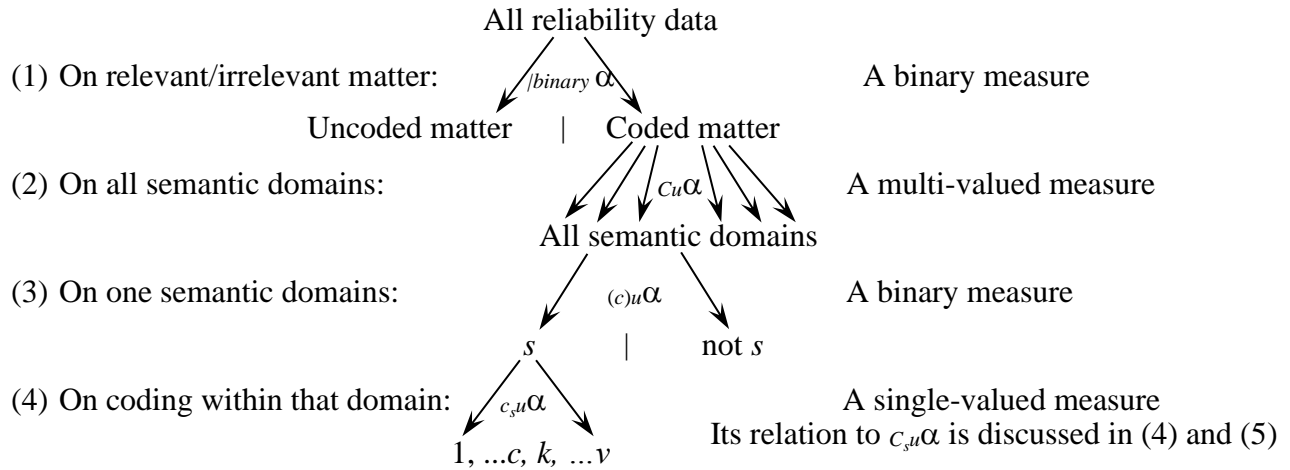 All reliability data
(1) On relevant/irrelevant matter: |binary α A binary measure
Uncoded matter | Coded matter
(2) On all semantic domains: Cuα A multi-valued measure
All semantic domains
(3) On one semantic domains: (c)uα A binary measure
s | not s
(4) On coding within that domain: csuα A single-valued measure
Its relation to Csuα is discussed in (4) and (5)
1, ...c, k, ...v